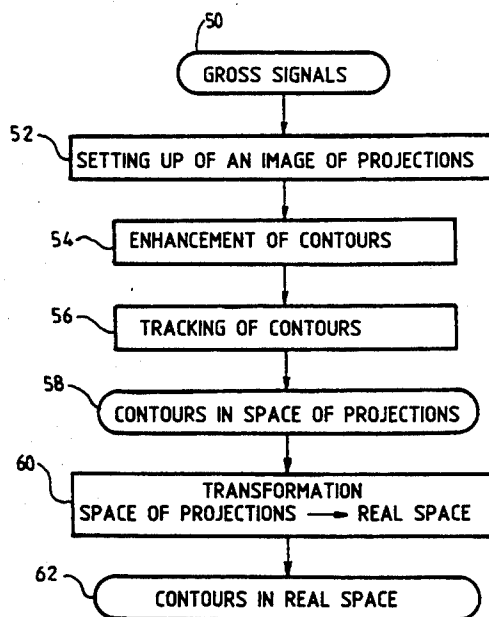 50
GROSS SIGNALS
52
SETTING UP OF AN IMAGE OF PROJECTIONS
54
ENHANCEMENT OF CONTOURS
56
TRACKING OF CONTOURS
58
CONTOURS IN SPACE OF PROJECTIONS
60
TRANSFORMATION
SPACE OF PROJECTIONS → REAL SPACE
62
CONTOURS IN REAL SPACE